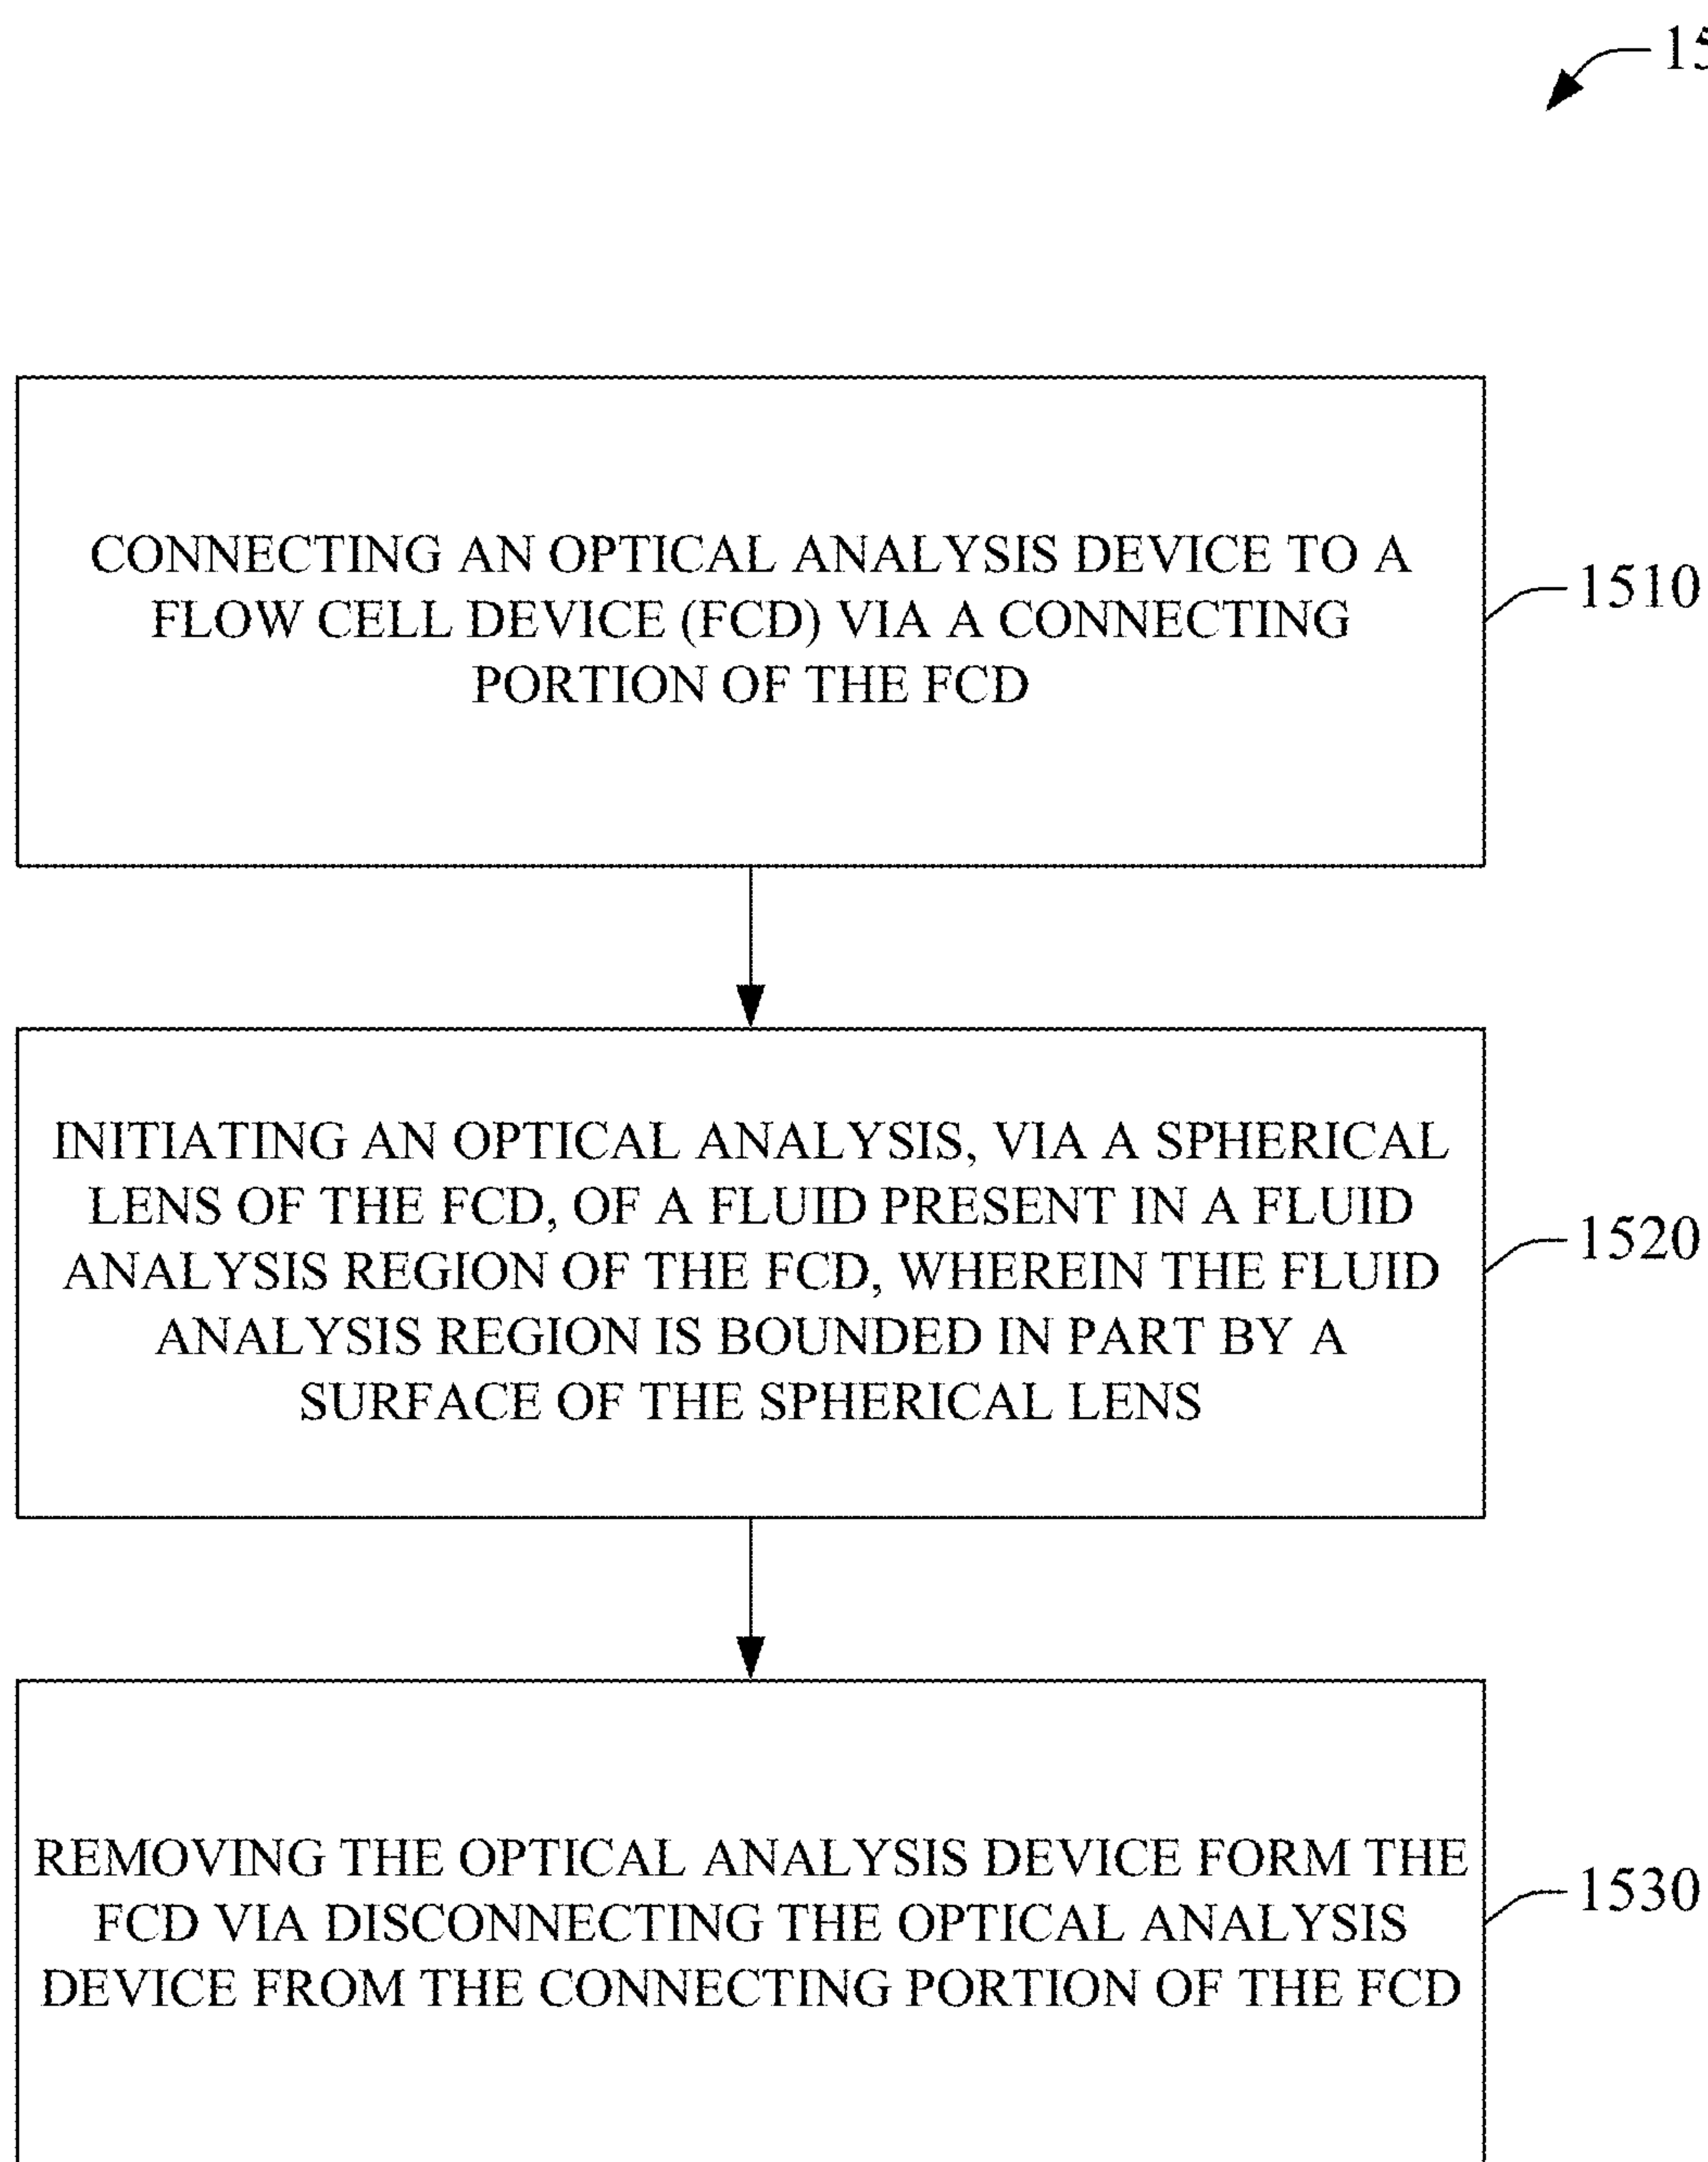 CONNECTING AN OPTICAL ANALYSIS DEVICE TO A
FLOW CELL DEVICE (FCD) VIA A CONNECTING
PORTION OF THE FCD
1510
INITIATING AN OPTICAL ANALYSIS, VIA A SPHERICAL
LENS OF THE FCD, OF A FLUID PRESENT IN A FLUID
ANALYSIS REGION OF THE FCD, WHEREIN THE FLUID
ANALYSIS REGION IS BOUNDED IN PART BY A
SURFACE OF THE SPHERICAL LENS
1520
REMOVING THE OPTICAL ANALYSIS DEVICE FORM THE
FCD VIA DISCONNECTING THE OPTICAL ANALYSIS
DEVICE FROM THE CONNECTING PORTION OF THE FCD
1530